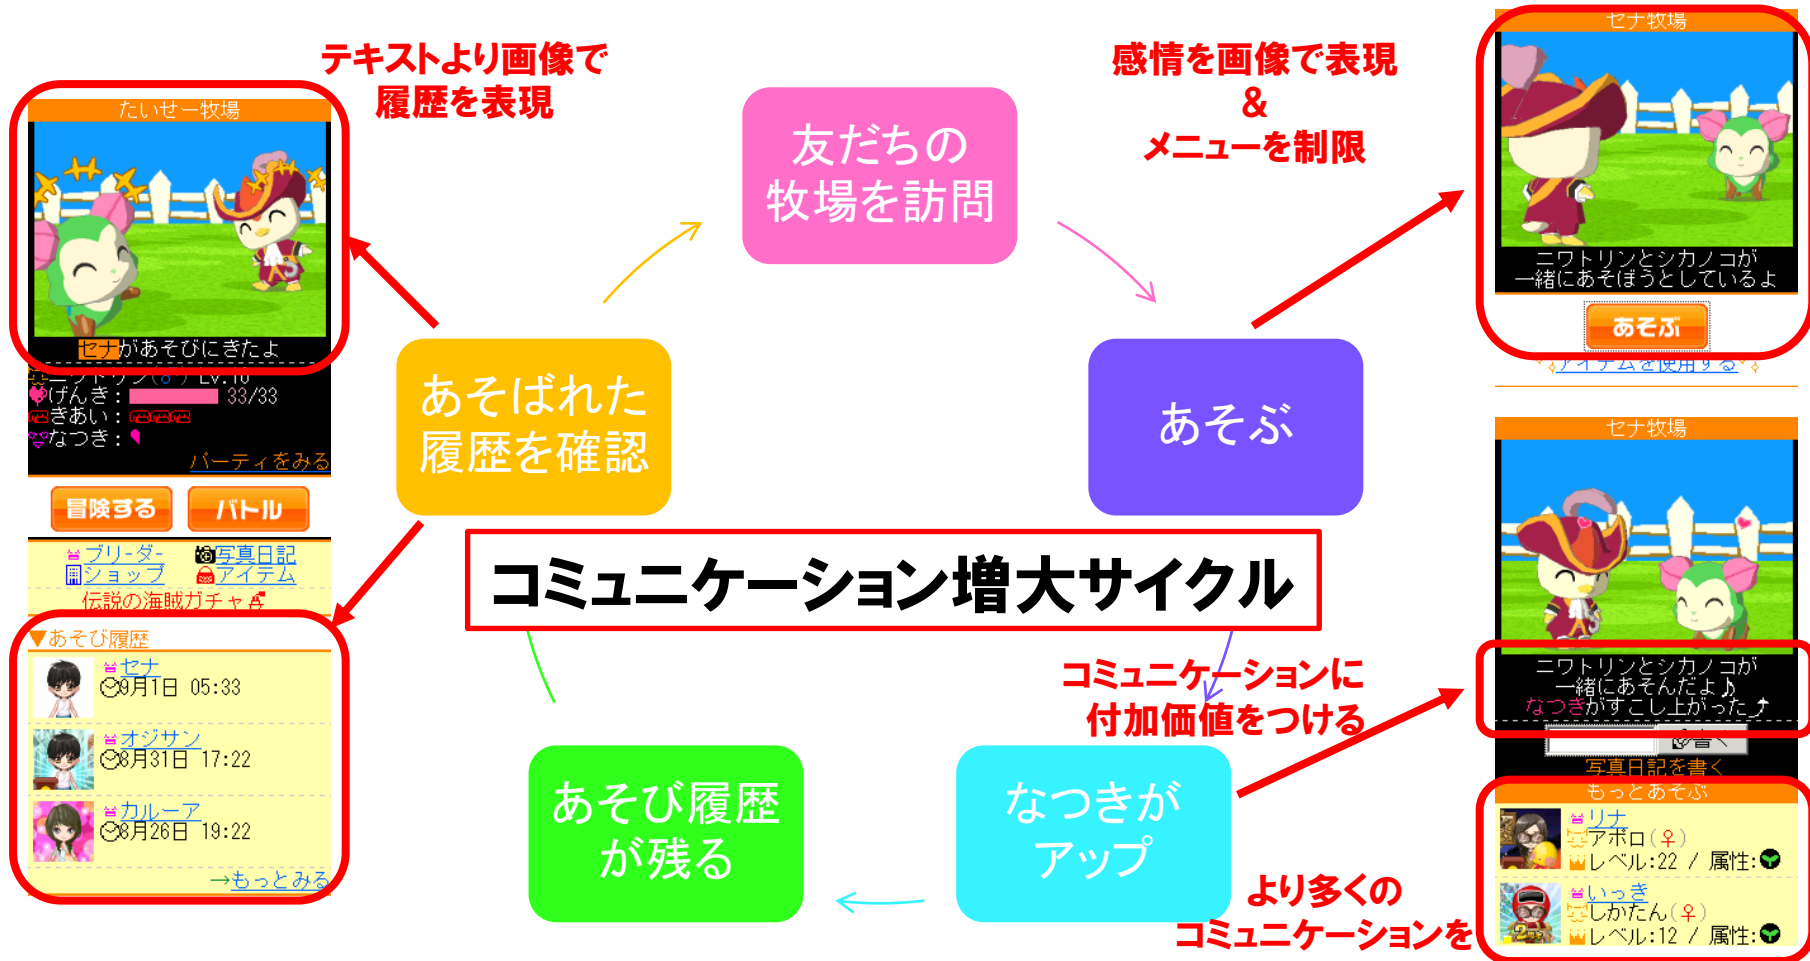 テキストより画像で
履歴を表現
感情を画像で表現
&
メニューを制限
友だちの
牧場を訪問
あそぶ
なつきが
アップ
あそび履歴
が残る
あそばれた
履歴を確認
コミュニケーション増大サイクル
コミュニケーションに
付加価値をつける
より多くの
コミュニケーションを
たいせー牧場
セナがあそびにきたよ
ニワトリン(♂) LV.10
げんき: 33/33
きあい:
なつき:
パーティをみる
冒険する バトル
ブリーダー 写真日記
ショップ アイテム
伝説の海賊ガチャ
▼あそび履歴
セナ
9月1日 05:33
オジサン
8月31日 17:22
カルーア
8月26日 19:22
→もっとみる
セナ牧場
ニワトリンとシカノコが
一緒にあそぼうとしているよ
あそぶ
アイテムを使用する
セナ牧場
ニワトリンとシカノコが
一緒にあそんだよ♪
なつきがすこし上がった
書く
写真日記を書く
もっとあそぶ
リナ
アポロ(♀)
レベル:22 / 属性:
いっき
しかたん(♀)
レベル:12 / 属性: